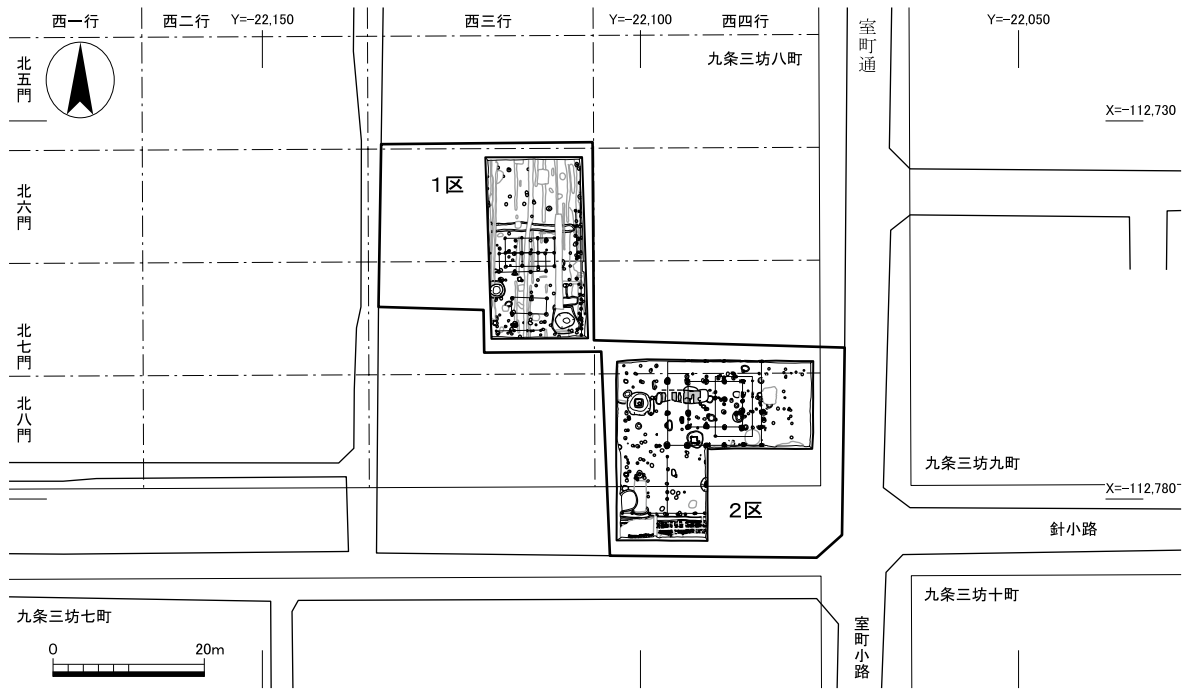 西一行
西二行
Y=-22,150
西三行
Y=-22,100
西四行
室町通
Y=-22,050
九条三坊八町
北五門
X=-112,730
1区
北六門
北七門
北八門
九条三坊九町
X=-112,780
2区
針小路
九条三坊七町
九条三坊十町
室町小路
0
20m